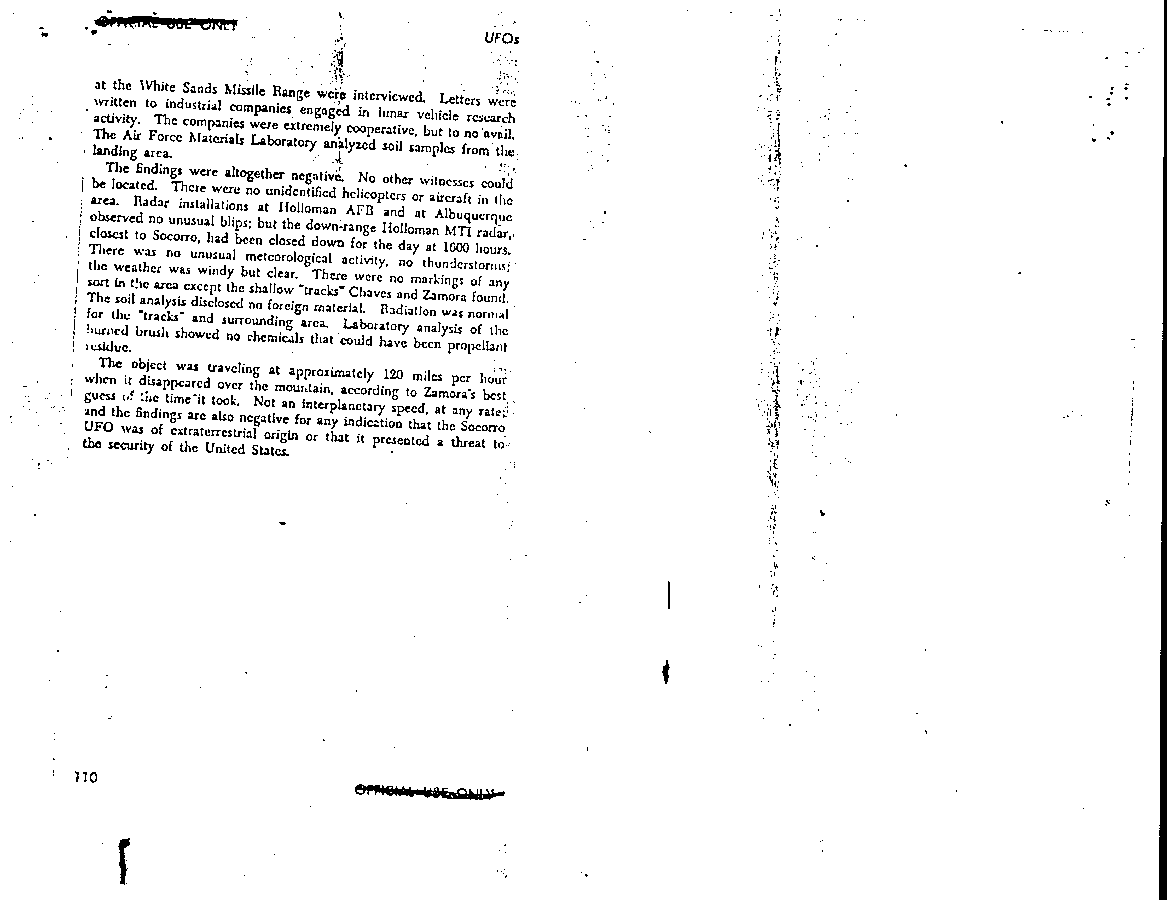 OFFICIAL USE ONLY
UFOs
at the White Sands Missile Range were interviewed. Letters were
written to industrial companies engaged in lunar vehicle research
activity. The companies were extremely cooperative, but to no avail.
The Air Force Materials Laboratory analyzed soil samples from the
landing area.
The findings were altogether negative. No other witnesses could
be located. There were no unidentified helicopters or aircraft in the
area. Radar installations at Holloman AFB and at Albuquerque
observed no unusual blips; but the down-range Holloman MTI radar,
closest to Socorro, had been closed down for the day at 1600 hours.
There was no unusual meteorological activity, no thunderstorms;
the weather was windy but clear. There were no markings of any
sort in the area except the shallow "tracks" Chaves and Zamora found.
The soil analysis disclosed no foreign material. Radiation was normal
for the "tracks" and surrounding area. Laboratory analysis of the
burned brush showed no chemicals that could have been propellant
residue.
The object was traveling at approximately 120 miles per hour
when it disappeared over the mountain, according to Zamora's best
guess of the time it took. Not an interplanetary speed, at any rate;
and the findings are also negative for any indication that the Socorro
UFO was of extraterrestrial origin or that it presented a threat to
the security of the United States.
110
OFFICIAL USE ONLY